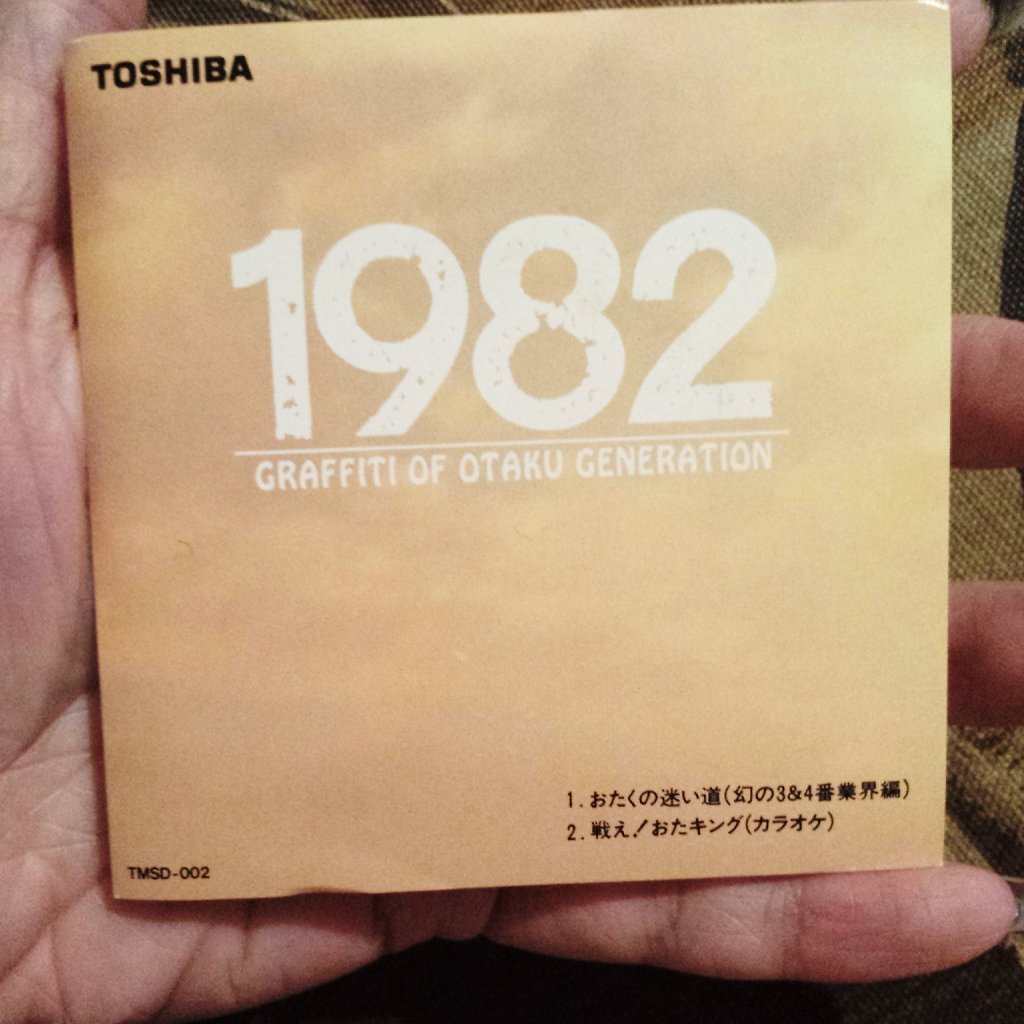 TOSHIBA
1982
GRAFFITI OF OTAKU GENERATION
1.おたくの迷い道(幻の3&4番業界編)
2.戦え!おたキング(カラオケ)
TMSD-002